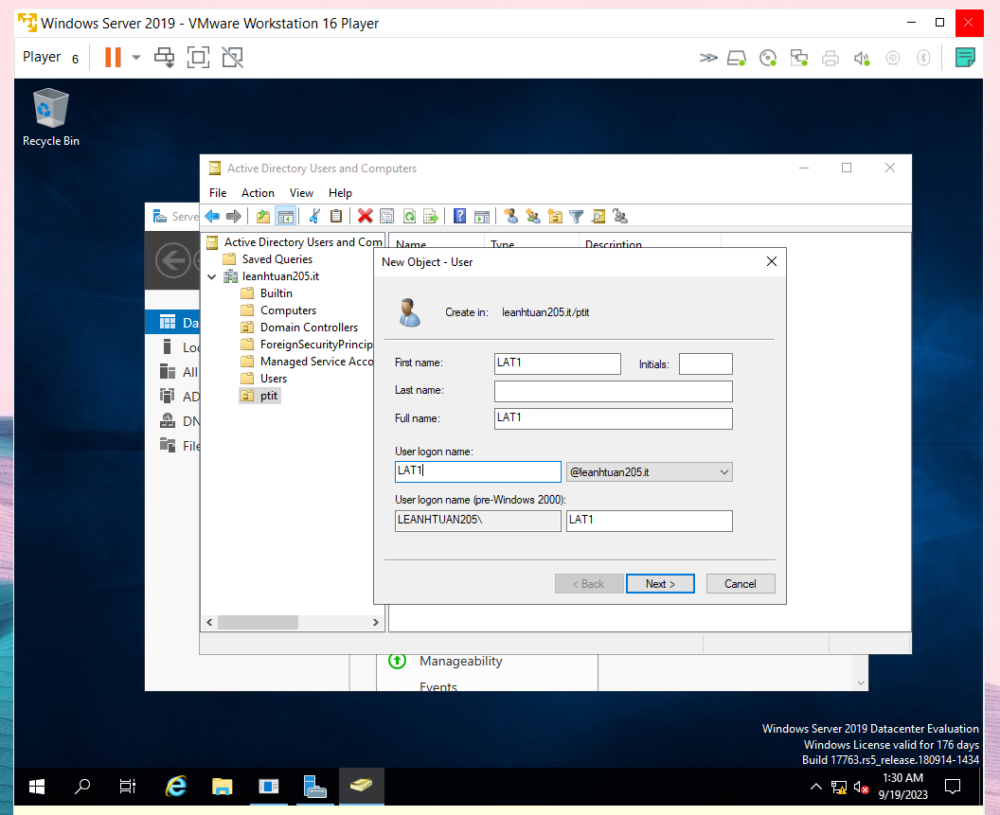 Windows Server 2019 - VMware Workstation 16 Player
Player 6
Recycle Bin
Active Directory Users and Computers
File Action View Help
Serve
Active Directory Users and Com
Saved Queries
leanhtuan205.it
Builtin
Computers
Domain Controllers
ForeignSecurityPrincip
Managed Service Acco
Users
ptit
Name Type Description
Da
Loc
All
AD
DN
File
New Object - User
Create in: leanhtuan205.it/ptit
First name: LAT1 Initials:
Last name:
Full name: LAT1
User logon name:
LAT1 @leanhtuan205.it
User logon name (pre-Windows 2000):
LEANHTUAN205\ LAT1
< Back Next > Cancel
Manageability
Events
Windows Server 2019 Datacenter Evaluation
Windows License valid for 176 days
Build 17763.rs5_release.180914-1434
1:30 AM
9/19/2023